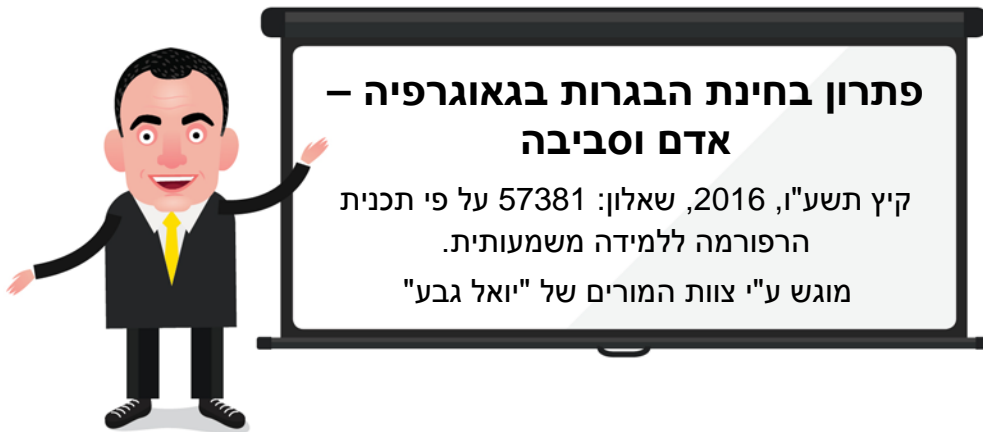 פתרון בחינת הבגרות בגאוגרפיה –
אדם וסביבה
קיץ תשע"ו, 2016, שאלון: 57381 על פי תכנית
הרפורמה ללמידה משמעותית.
מוגש ע"י צוות המורים של "יואל גבע"